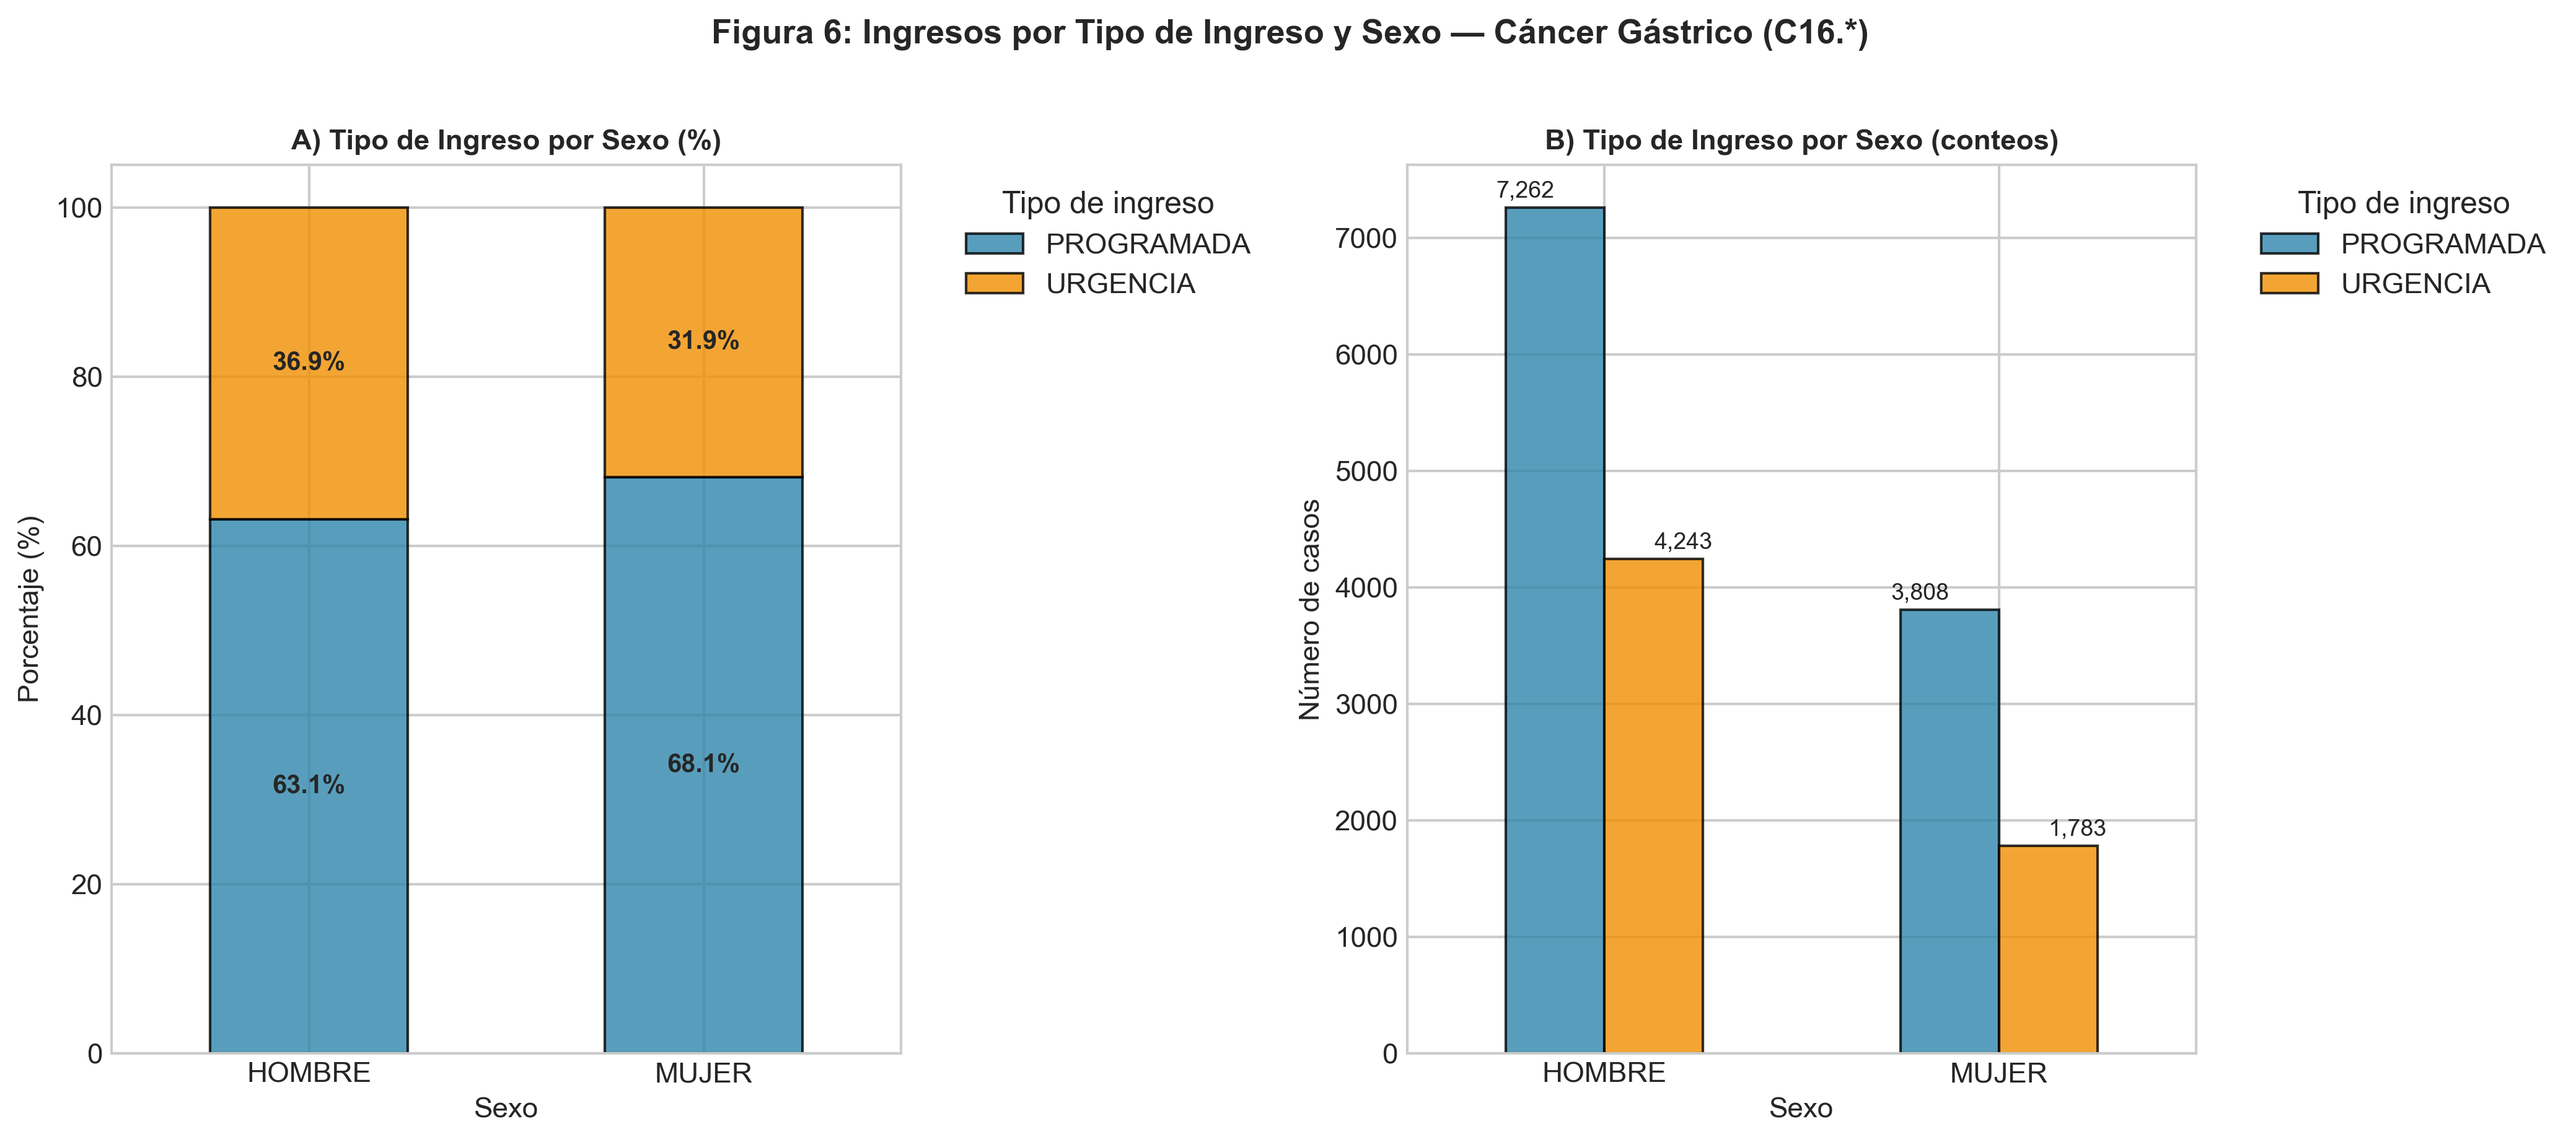 Figura 6: Ingresos por Tipo de Ingreso y Sexo — Cáncer Gástrico (C16.*)
A) Tipo de Ingreso por Sexo (%)
Porcentaje (%)
100
80
60
40
20
0
36.9%
31.9%
63.1%
68.1%
HOMBRE
MUJER
Sexo
Tipo de ingreso
PROGRAMADA
URGENCIA
B) Tipo de Ingreso por Sexo (conteos)
Número de casos
7000
6000
5000
4000
3000
2000
1000
0
7,262
4,243
3,808
1,783
HOMBRE
MUJER
Sexo
Tipo de ingreso
PROGRAMADA
URGENCIA